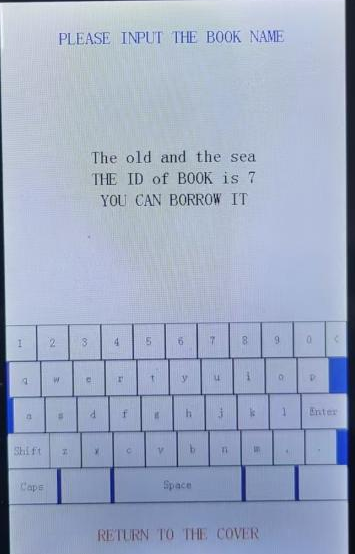 PLEASE INPUT THE BOOK NAME
The old and the sea
THE ID of BOOK is 7
YOU CAN BORROW IT
1 2 3 4 5 6 7 8 9 0 <
q w e r t y u i o p
a s d f g h j k l Enter
Shift z x c v b n m , .
Caps Space
RETURN TO THE COVER